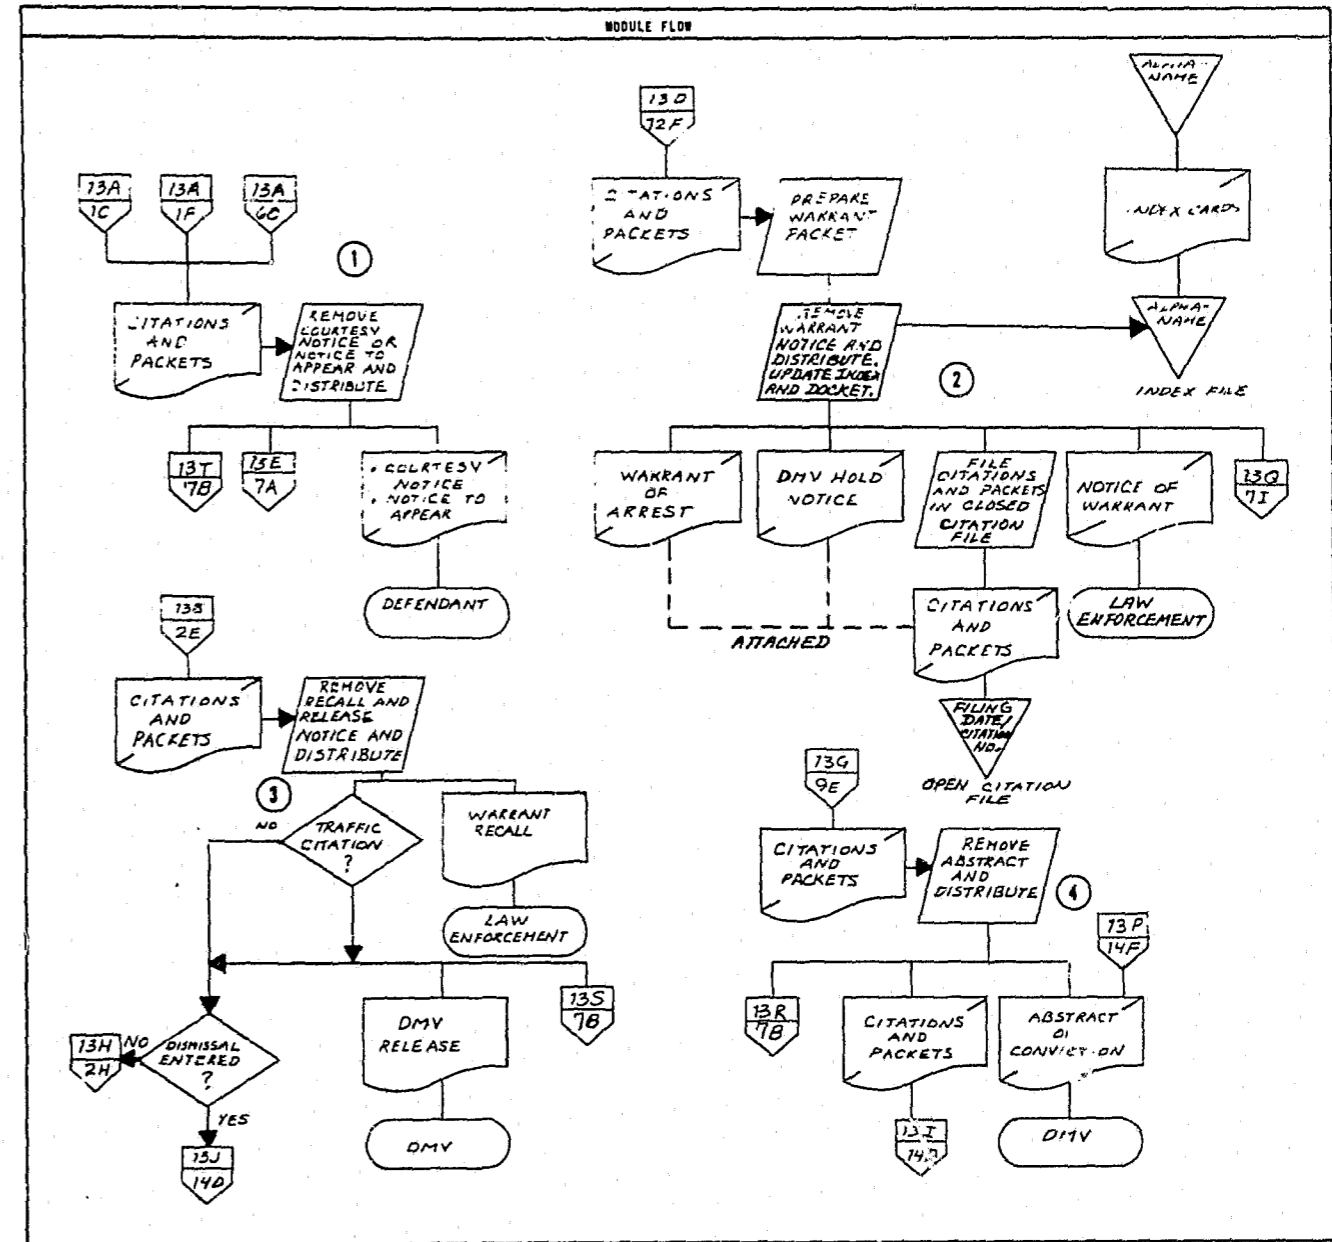 MODULE FLOW
13A
1C
13A
1F
13A
6C
1
CITATIONS
AND
PACKETS
REMOVE
COURTESY
NOTICE OR
NOTICE TO
APPEAR AND
DISTRIBUTE
13T
7B
13E
7A
. COURTESY
NOTICE
. NOTICE TO
APPEAR
DEFENDANT
13D
72F
CITATIONS
AND
PACKETS
PREPARE
WARRANT
PACKET
ALPHA-
NAME
INDEX CARDS
REMOVE
WARRANT
NOTICE AND
DISTRIBUTE.
UPDATE INDEX
AND DOCKET.
ALPHA-
NAME
INDEX FILE
2
WARRANT
OF
ARREST
DMV HOLD
NOTICE
FILE
CITATIONS
AND PACKETS
IN CLOSED
CITATION
FILE
NOTICE OF
WARRANT
13Q
7I
LAW
ENFORCEMENT
ATTACHED
CITATIONS
AND
PACKETS
FILING
DATE/
CITATION
NO.
OPEN CITATION
FILE
2E
CITATIONS
AND
PACKETS
REMOVE
RECALL AND
RELEASE
NOTICE AND
DISTRIBUTE
3
NO
TRAFFIC
CITATION
?
WARRANT
RECALL
LAW
ENFORCEMENT
DMV
RELEASE
13S
7B
DMV
13H
2H
NO
DISMISSAL
ENTERED
?
YES
13J
14D
13G
9E
CITATIONS
AND
PACKETS
REMOVE
ABSTRACT
AND
DISTRIBUTE
4
13P
14F
13R
7B
CITATIONS
AND
PACKETS
ABSTRACT
OF
CONVICTION
13I
DMV